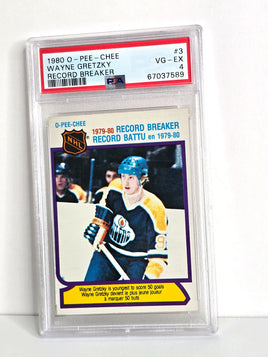 1980 O - PEE - CHEE #3
WAYNE GRETZKY VG - EX
RECORD BREAKER PSA 4
67037589
O-PEE-CHEE
NHL
1979-80 RECORD BREAKER
RECORD BATTU en 1979-80
Wayne Gretzky is youngest to score 50 goals
Wayne Gretzky devient le plus jeune joueur
à marquer 50 buts